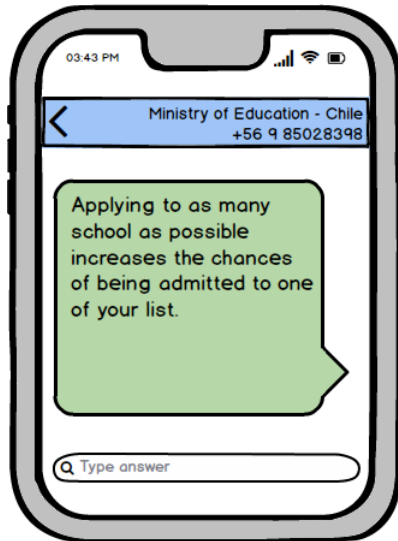 03:43 PM
Ministry of Education - Chile
+56 9 85028398
Applying to as many
school as possible
increases the chances
of being admitted to one
of your list.
Type answer